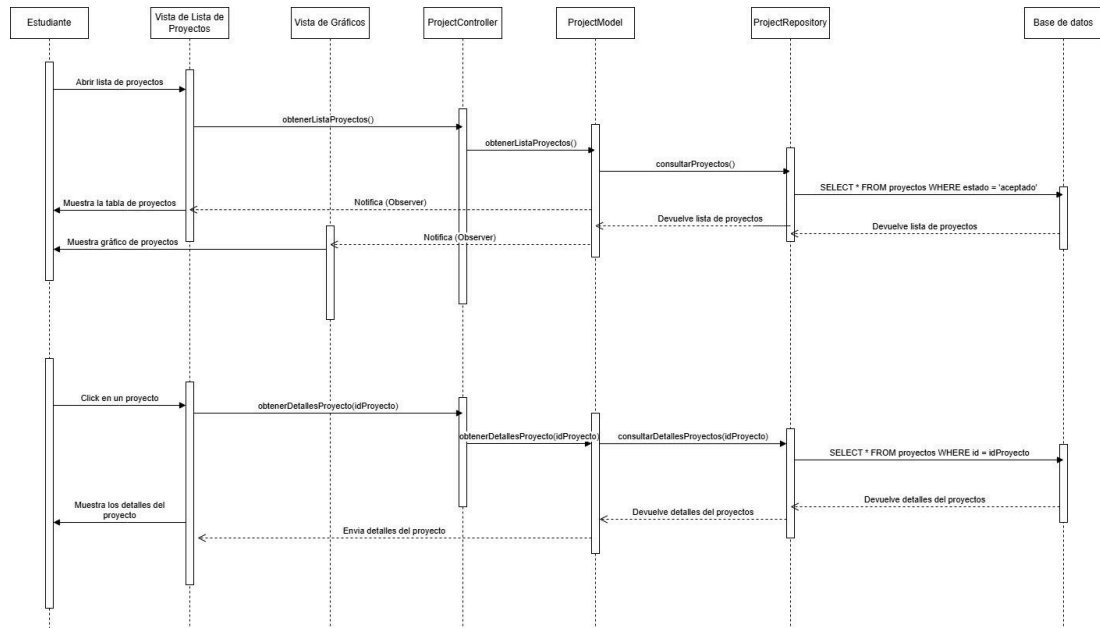 Estudiante
Vista de Lista de
Proyectos
Vista de Gráficos
ProjectController
ProjectModel
ProjectRepository
Base de datos
Abrir lista de proyectos
obtenerListaProyectos()
obtenerListaProyectos()
consultarProyectos()
SELECT * FROM proyectos WHERE estado = 'aceptado'
Muestra la tabla de proyectos
Notifica (Observer)
Devuelve lista de proyectos
Devuelve lista de proyectos
Muestra gráfico de proyectos
Notifica (Observer)
Click en un proyecto
obtenerDetallesProyecto(idProyecto)
obtenerDetallesProyecto(idProyecto)
consultarDetallesProyectos(idProyecto)
SELECT * FROM proyectos WHERE id = idProyecto
Devuelve detalles del proyectos
Muestra los detalles del
proyecto
Devuelve detalles del proyectos
Envia detalles del proyecto